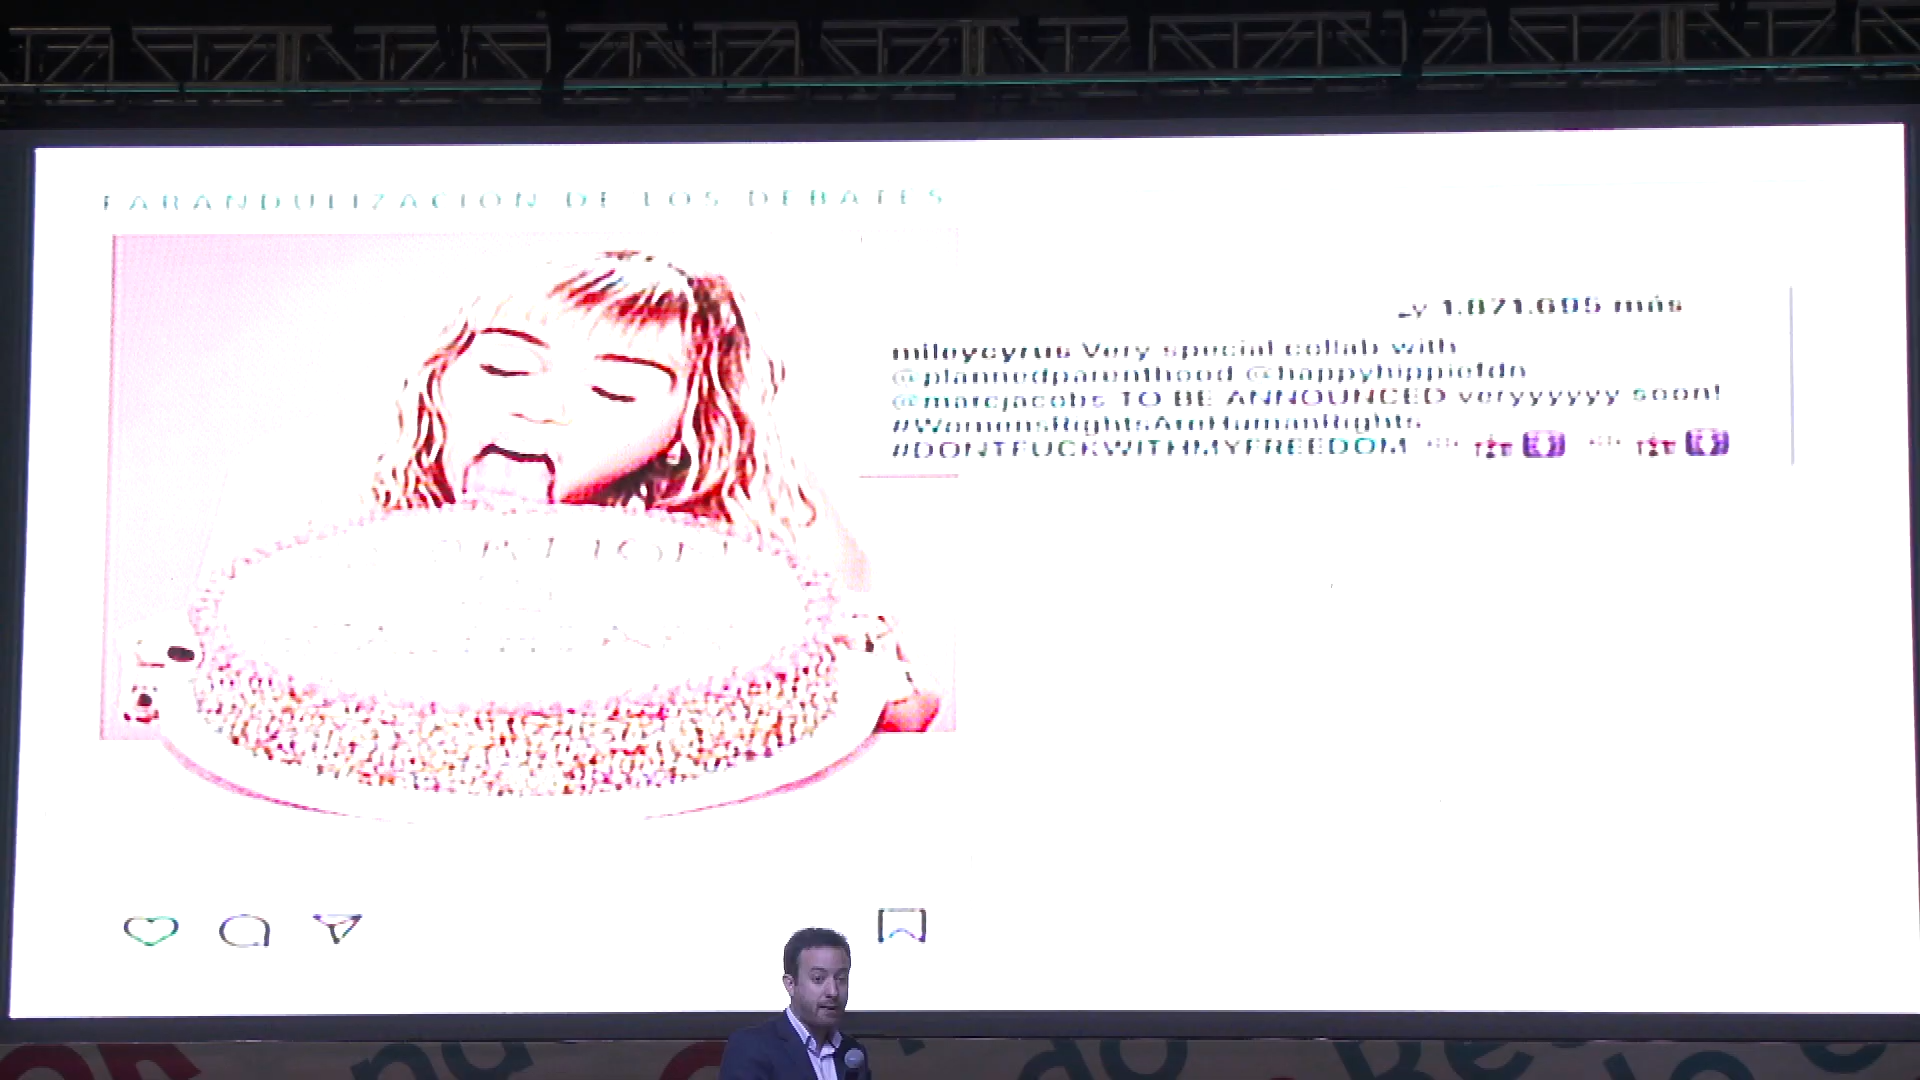 FARANDULIZACION DE LOS DEBATES
y 1.871.695 más
mileycyrus Very special collab with
@plannedparenthood @happyhippiefdn
@marcjacobs TO BE ANNOUNCED veryyyyyy soon!
#WomensRightsAreHumanRights
#DONTFUCKWITHMYFREEDOM